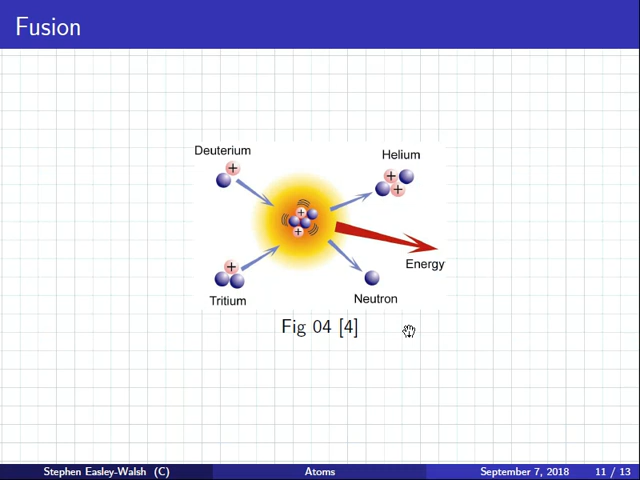 Fusion
Deuterium
Helium
+
+
+
+
+
+
Energy
Tritium
Neutron
Fig 04 [4]
Stephen Easley-Walsh (C)
Atoms
September 7, 2018
11 / 13